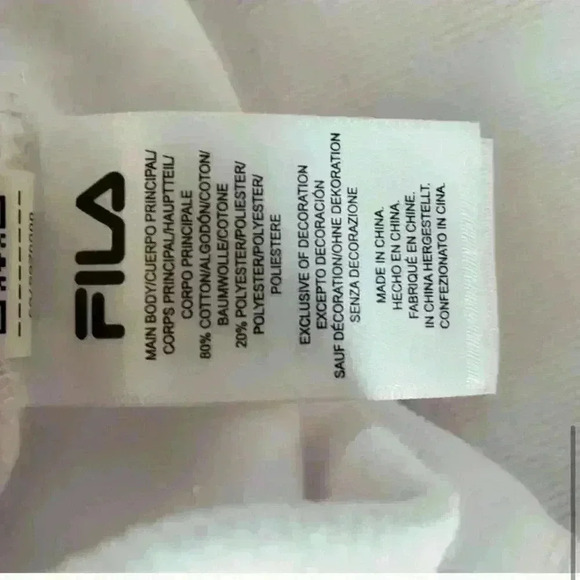 FILA
MAIN BODY/CUERPO PRINCIPAL/
CORPS PRINCIPAL/HAUPTTEIL/
CORPO PRINCIPALE
80% COTTON/ALGODÓN/COTON/
BAUMWOLLE/COTONE
20% POLYESTER/POLIESTER/
POLYESTER/POLYESTER/
POLIESTERE
EXCLUSIVE OF DECORATION
EXCEPTO DECORACIÓN
SAUF DÉCORATION/OHNE DEKORATION
SENZA DECORAZIONE
MADE IN CHINA.
HECHO EN CHINA.
FABRIQUÉ EN CHINE.
IN CHINA HERGESTELLT.
CONFEZIONATO IN CINA.